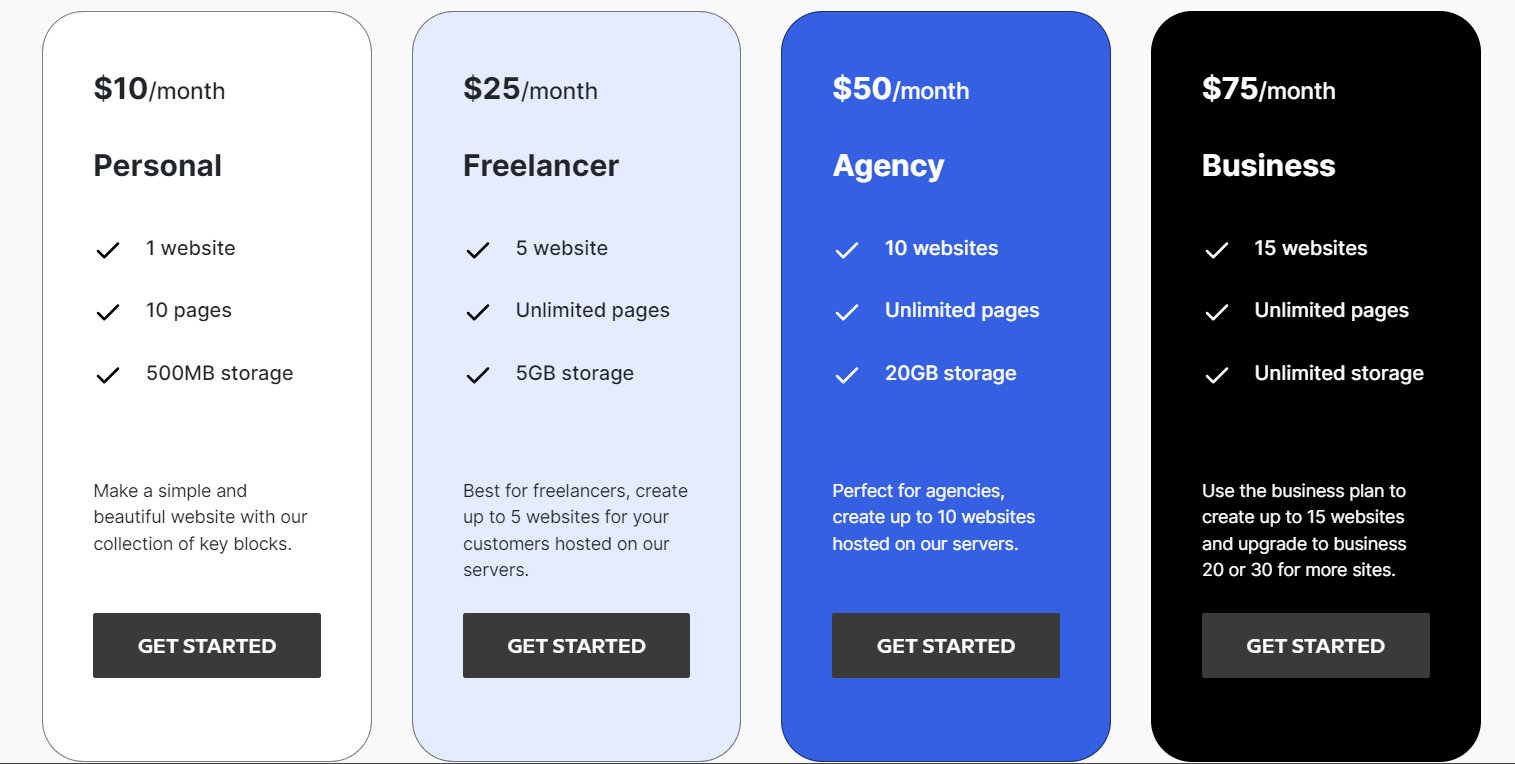 $10/month
Personal
1 website
10 pages
500MB storage
Make a simple and
beautiful website with our
collection of key blocks.
GET STARTED
$25/month
Freelancer
5 website
Unlimited pages
5GB storage
Best for freelancers, create
up to 5 websites for your
customers hosted on our
servers.
GET STARTED
$50/month
Agency
10 websites
Unlimited pages
20GB storage
Perfect for agencies,
create up to 10 websites
hosted on our servers.
GET STARTED
$75/month
Business
15 websites
Unlimited pages
Unlimited storage
Use the business plan to
create up to 15 websites
and upgrade to business
20 or 30 for more sites.
GET STARTED